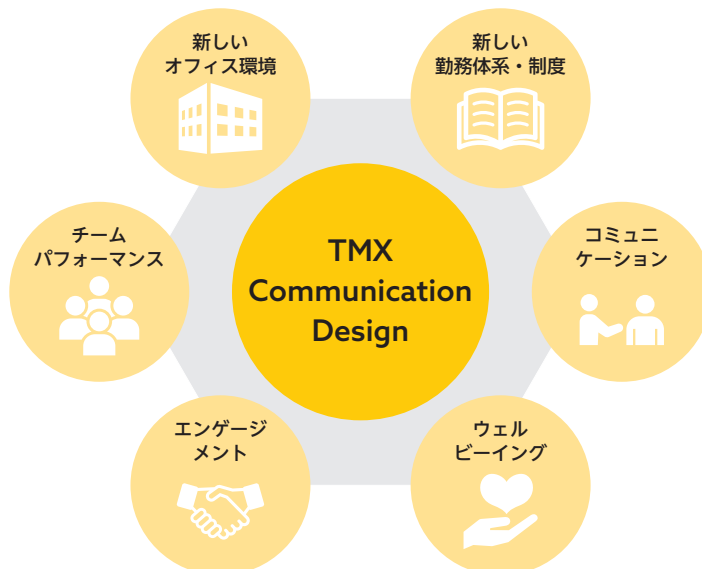 新しい
オフィス環境
新しい
勤務体系・制度
チーム
パフォーマンス
TMX
Communication
Design
コミュニ
ケーション
エンゲージ
メント
ウェル
ビーイング